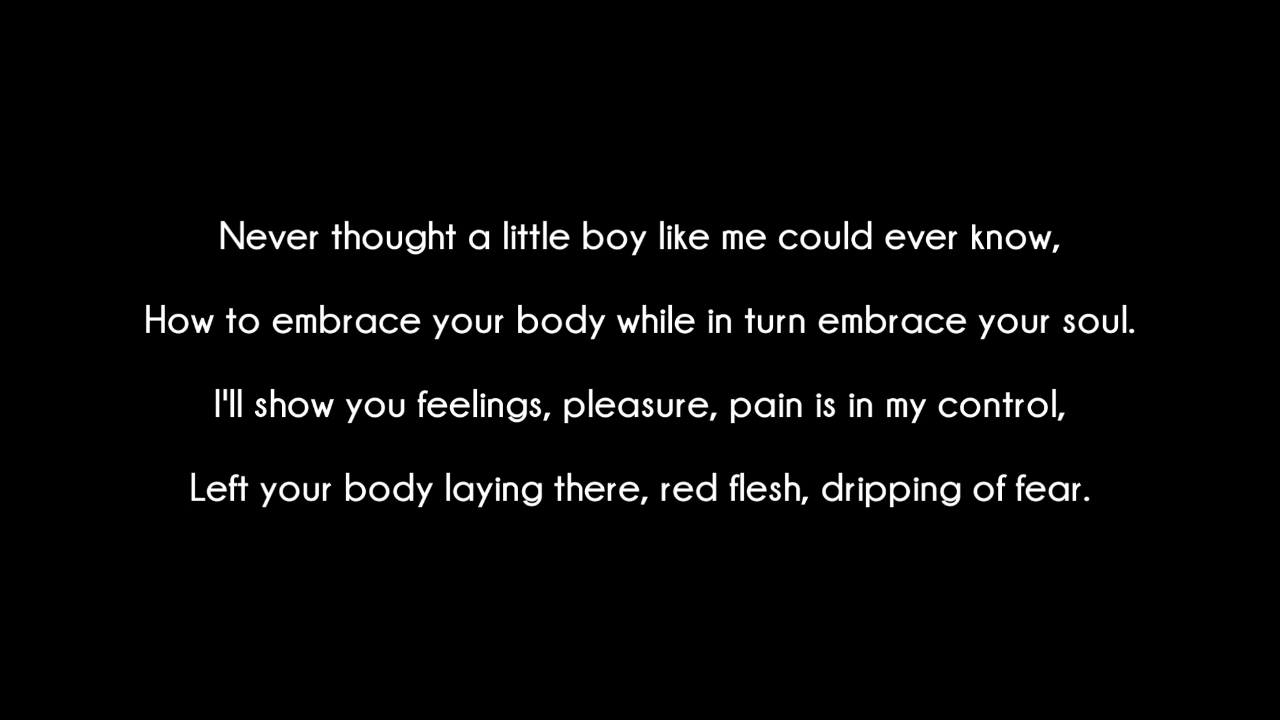 Never thought a little boy like me could ever know,
How to embrace your body while in turn embrace your soul.
I'll show you feelings, pleasure, pain is in my control,
Left your body laying there, red flesh, dripping of fear.